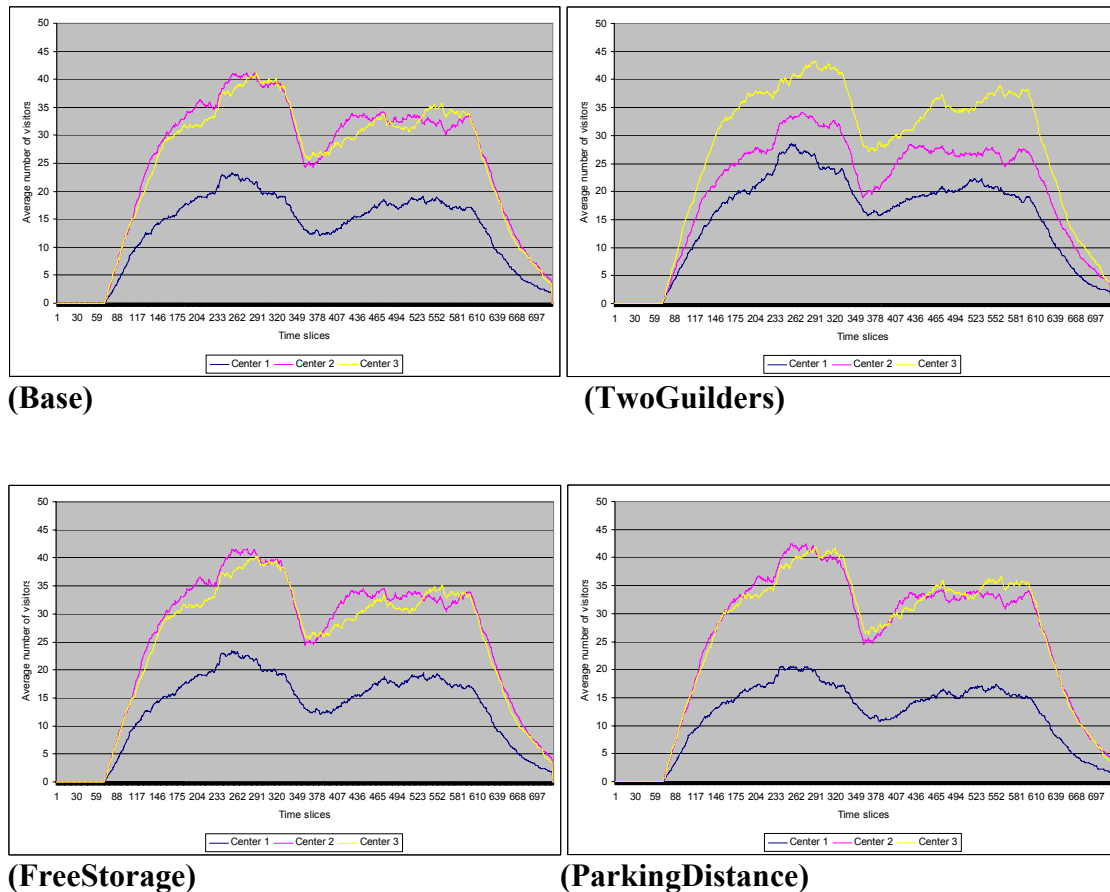 50
45
40
35
30
25
20
15
10
5
0
Average number of visitors
1 30 59 88 117 146 175 204 233 262 291 320 349 378 407 436 465 494 523 552 581 610 639 668 697
Time slices
Center 1 Center 2 Center 3
(Base)
50
45
40
35
30
25
20
15
10
5
0
Average number of visitors
1 30 59 88 117 146 175 204 233 262 291 320 349 378 407 436 465 494 523 552 581 610 639 668 697
Time slices
Center 1 Center 2 Center 3
(TwoGuilders)
50
45
40
35
30
25
20
15
10
5
0
Average number of visitors
1 30 59 88 117 146 175 204 233 262 291 320 349 378 407 436 465 494 523 552 581 610 639 668 697
Time slices
Center 1 Center 2 Center 3
(FreeStorage)
50
45
40
35
30
25
20
15
10
5
0
Average number of visitors
1 30 59 88 117 146 175 204 233 262 291 320 349 378 407 436 465 494 523 552 581 610 639 668 697
Time slices
Center 1 Center 2 Center 3
(ParkingDistance)